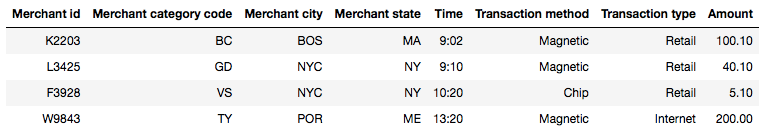 Merchant id Merchant category code Merchant city Merchant state Time Transaction method Transaction type Amount
K2203 BC BOS MA 9:02 Magnetic Retail 100.10
L3425 GD NYC NY 9:10 Magnetic Retail 40.10
F3928 VS NYC NY 10:20 Chip Retail 5.10
W9843 TY POR ME 13:20 Magnetic Internet 200.00